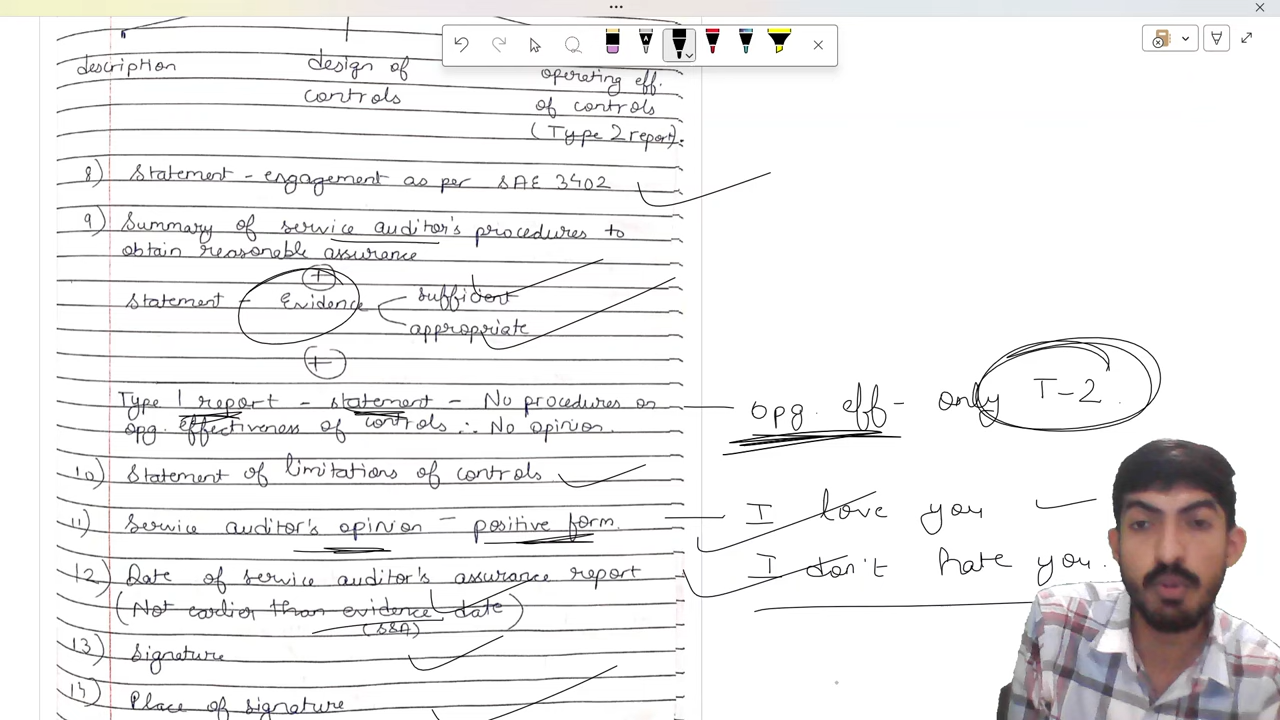 description
design of
controls
operating eff.
of controls
(Type 2 report).
8) Statement - engagement as per SAE 3402
9) Summary of service auditor's procedures to
obtain reasonable assurance
+
Statement - Evidence
sufficient
appropriate
+
Type 1 report - statement - No procedures on
opg. effectiveness of controls ∴ No opinion.
10) Statement of limitations of controls
11) Service auditor's opinion - positive form.
12) Date of service auditor's assurance report
(Not earlier than evidence date)
(SSA)
13) Signature
14) Place of signature
opg. eff - only T-2
I love you
I don't hate you.